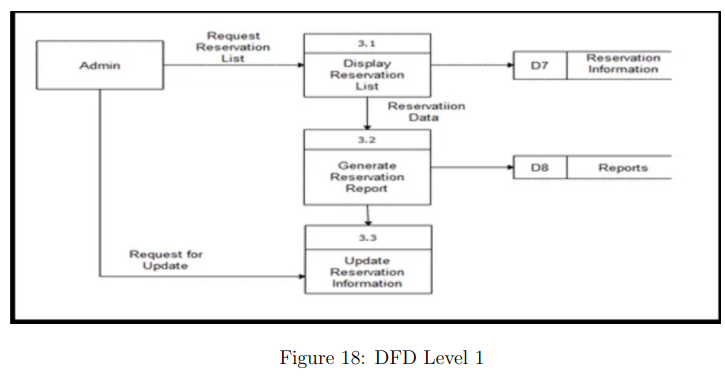 Request
Reservation
List
Admin
3.1
Display
Reservation
List
D7
Reservation
Information
Reservatiion
Data
3.2
Generate
Reservation
Report
D8
Reports
3.3
Request for
Update
Update
Reservation
Information
Figure 18: DFD Level 1